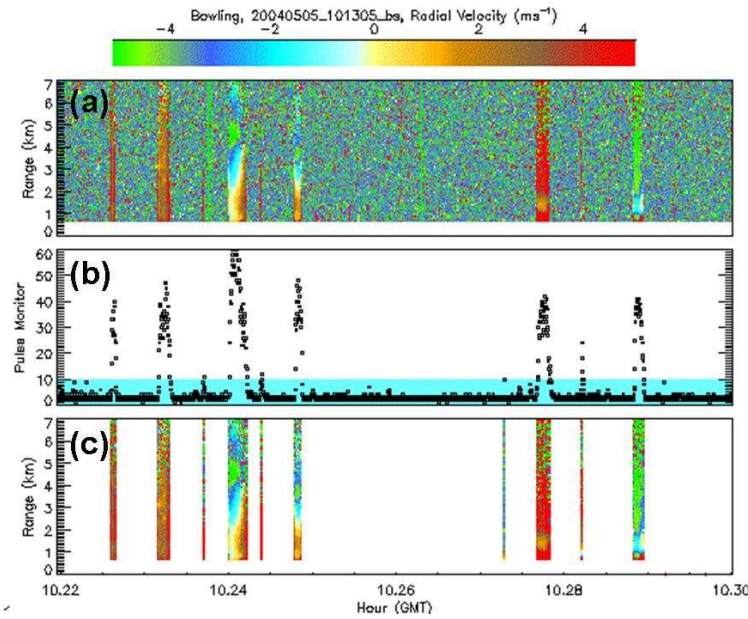 Bowling, 20040505_101305_bs, Radial Velocity (ms⁻¹)
−4 −2 0 2 4
(a)
7
6
5
4
3
2
1
0
Range (km)
(b)
60
50
40
30
20
10
0
Pulse Monitor
(c)
7
6
5
4
3
2
1
0
Range (km)
10.22 10.24 10.26 10.28 10.30
Hour (GMT)